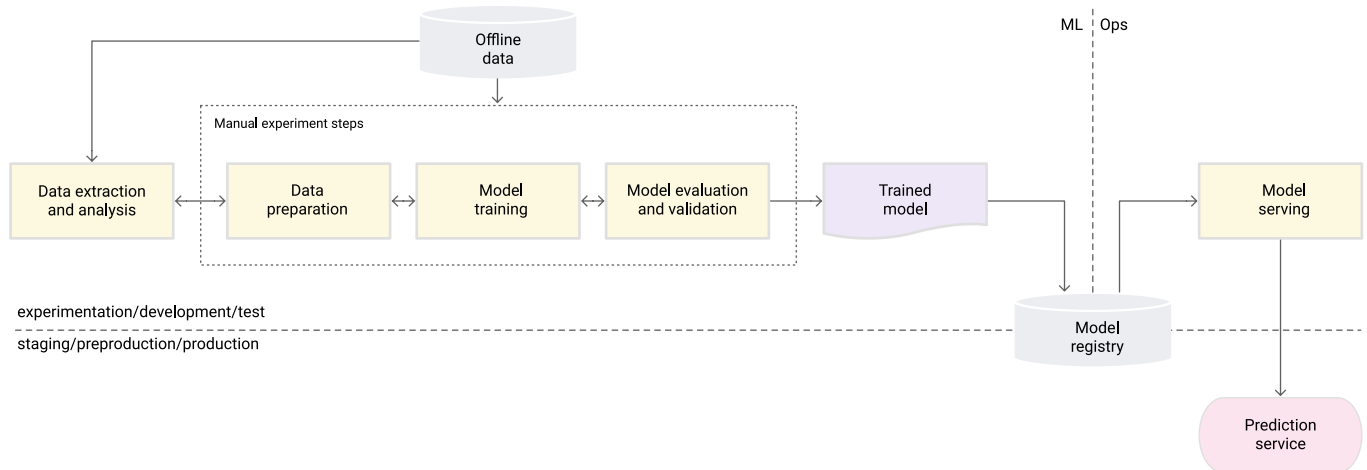 Offline
data
ML
Ops
Manual experiment steps
Data extraction
and analysis
Data
preparation
Model
training
Model evaluation
and validation
Trained
model
Model
serving
experimentation/development/test
staging/preproduction/production
Model
registry
Prediction
service